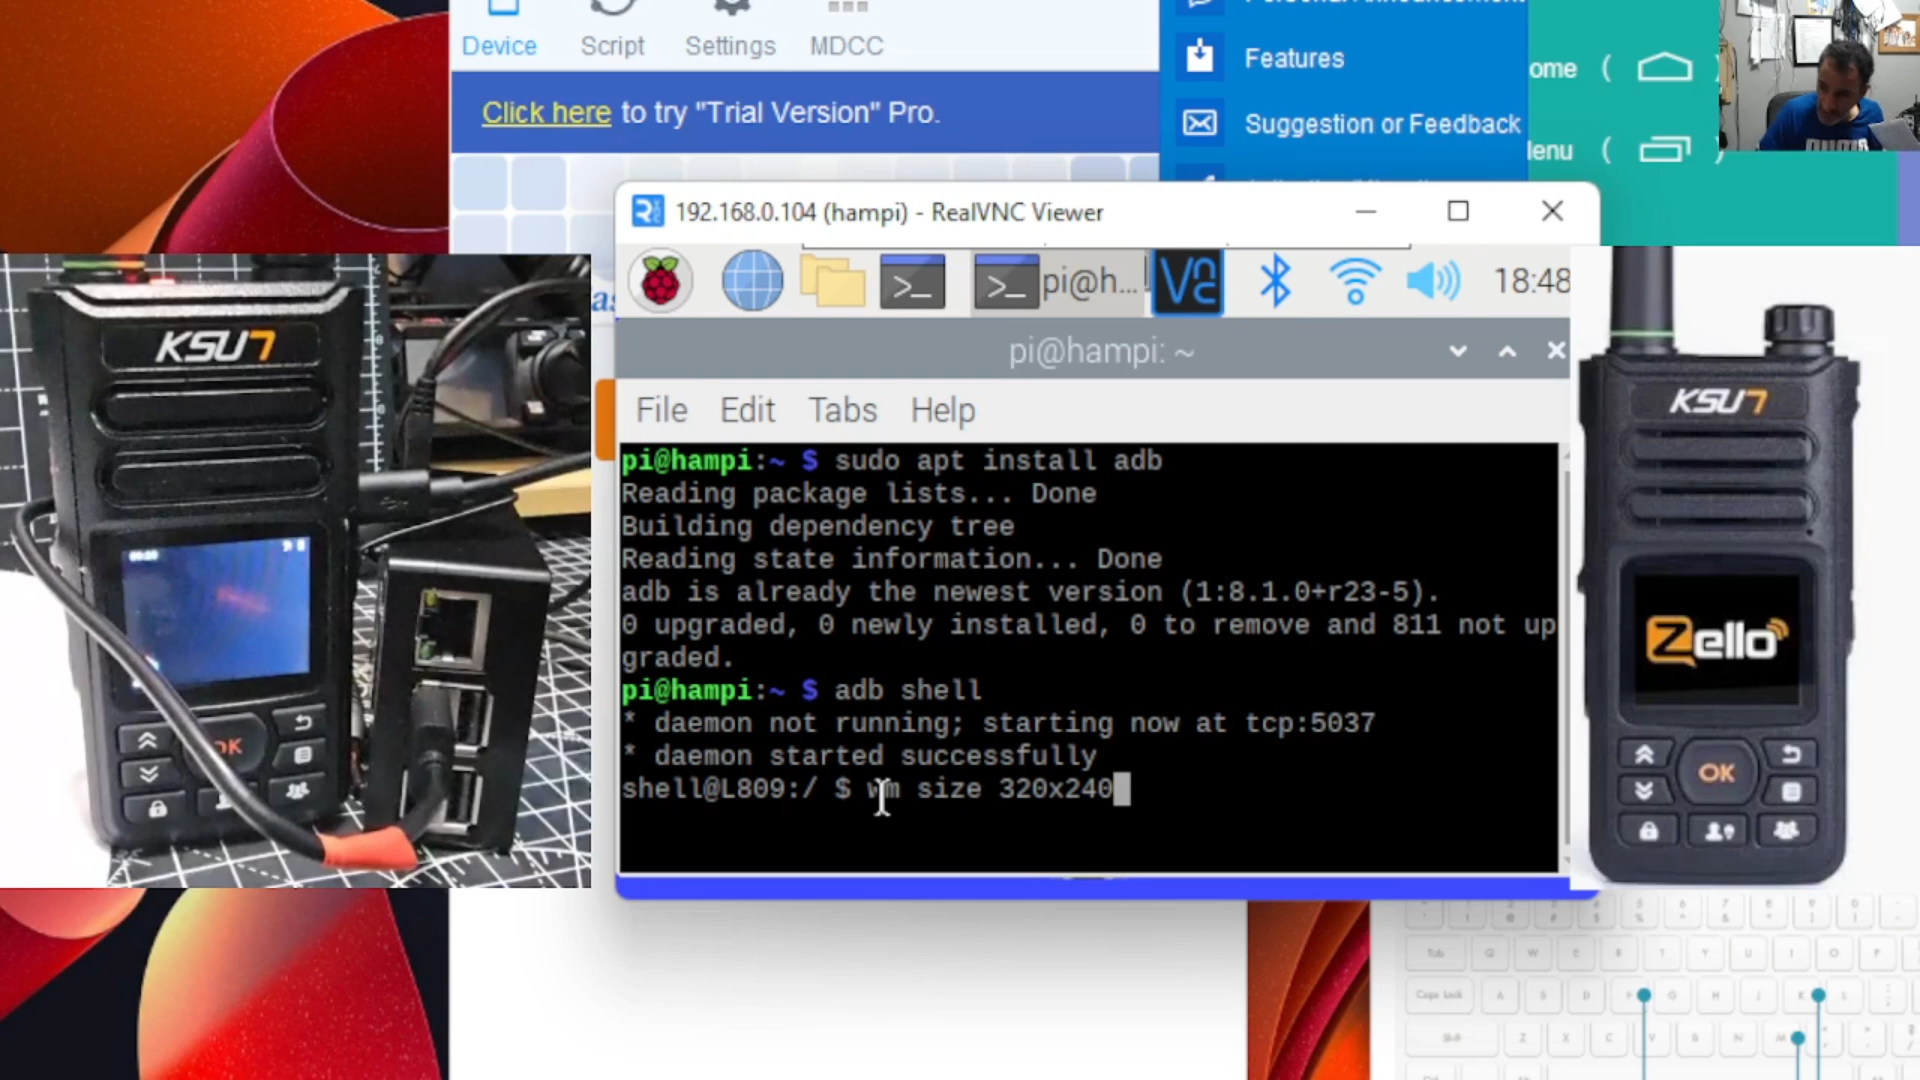 Device Script Settings MDCC
Click here to try "Trial Version" Pro.
Features
Suggestion or Feedback
ome (
enu (
)
192.168.0.104 (hampi) - RealVNC Viewer
pi@h...
18:48
pi@hampi: ~
File Edit Tabs Help
pi@hampi:~ $ sudo apt install adb
Reading package lists... Done
Building dependency tree
Reading state information... Done
adb is already the newest version (1:8.1.0+r23-5).
0 upgraded, 0 newly installed, 0 to remove and 811 not up
graded.
pi@hampi:~ $ adb shell
* daemon not running; starting now at tcp:5037
* daemon started successfully
shell@L809:/ $ wm size 320x240
KSU7
OK
KSU7
Zello
OK
Tab
Caps lock
Shift